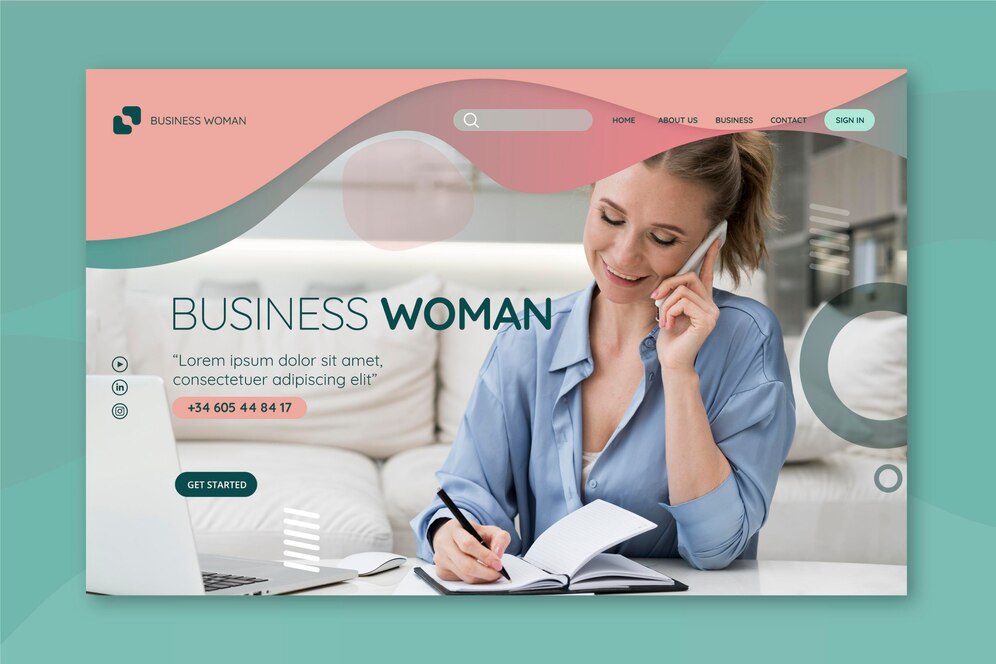 BUSINESS WOMAN
HOME
ABOUT US
BUSINESS
CONTACT
SIGN IN
BUSINESS WOMAN
“Lorem ipsum dolor sit amet,
consectetuer adipiscing elit”
in
+34 605 44 84 17
GET STARTED